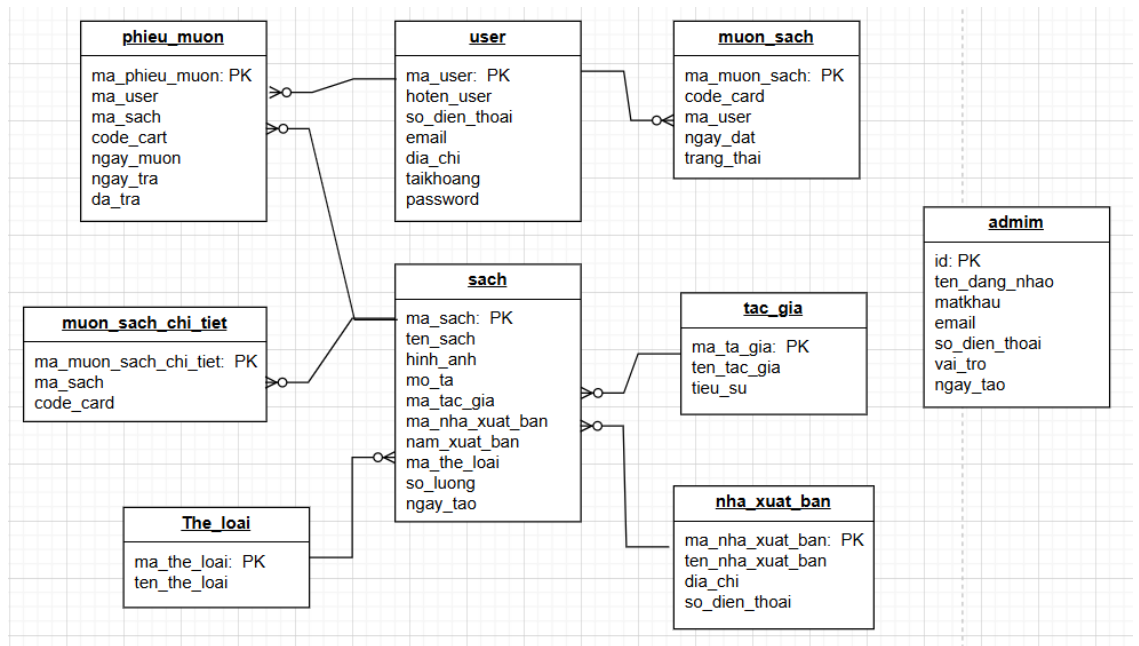 phieu_muon
ma_phieu_muon: PK
ma_user
ma_sach
code_cart
ngay_muon
ngay_tra
da_tra
user
ma_user: PK
hoten_user
so_dien_thoai
email
dia_chi
taikhoang
password
muon_sach
ma_muon_sach: PK
code_card
ma_user
ngay_dat
trang_thai
admim
id: PK
ten_dang_nhao
matkhau
email
so_dien_thoai
vai_tro
ngay_tao
muon_sach_chi_tiet
ma_muon_sach_chi_tiet: PK
ma_sach
code_card
sach
ma_sach: PK
ten_sach
hinh_anh
mo_ta
ma_tac_gia
ma_nha_xuat_ban
nam_xuat_ban
ma_the_loai
so_luong
ngay_tao
tac_gia
ma_ta_gia: PK
ten_tac_gia
tieu_su
The_loai
ma_the_loai: PK
ten_the_loai
nha_xuat_ban
ma_nha_xuat_ban: PK
ten_nha_xuat_ban
dia_chi
so_dien_thoai